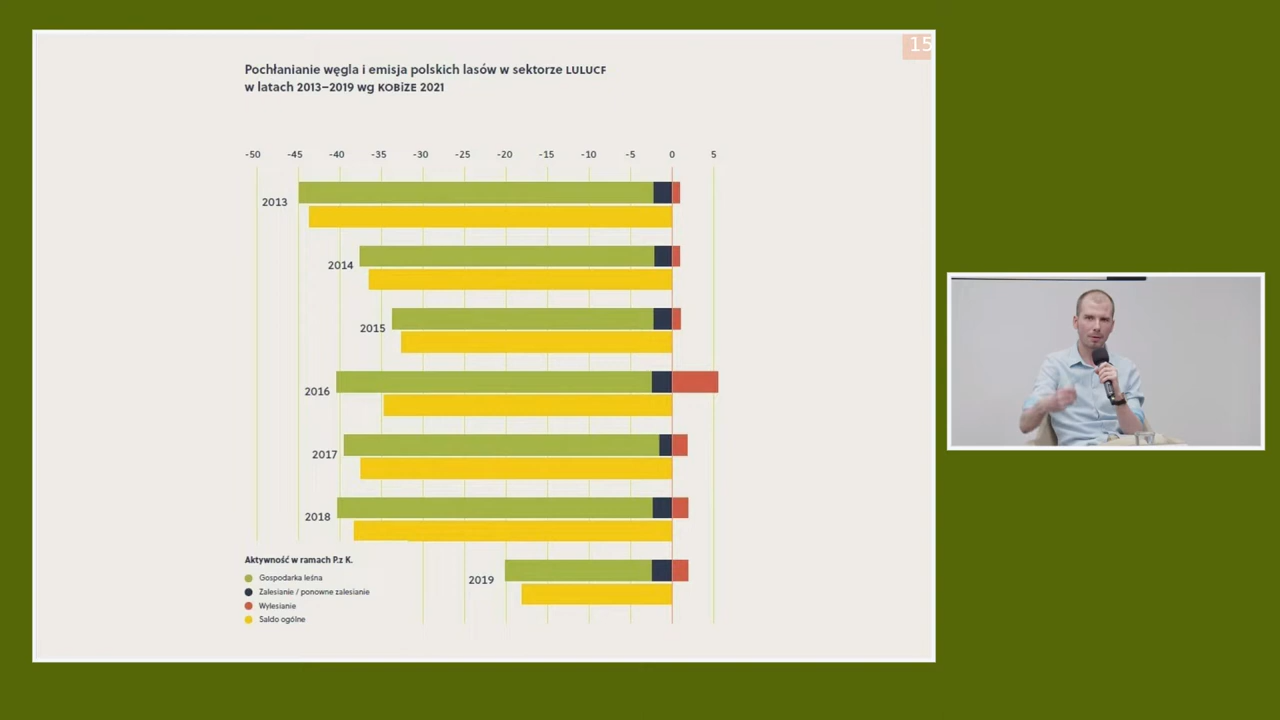 15
Pochłanianie węgla i emisja polskich lasów w sektorze LULUCF
w latach 2013–2019 wg KOBiZE 2021
-50 -45 -40 -35 -30 -25 -20 -15 -10 -5 0 5
2013
2014
2015
2016
2017
2018
2019
Aktywność w ramach P.z K.
Gospodarka leśna
Zalesianie / ponowne zalesianie
Wylesianie
Saldo ogólne